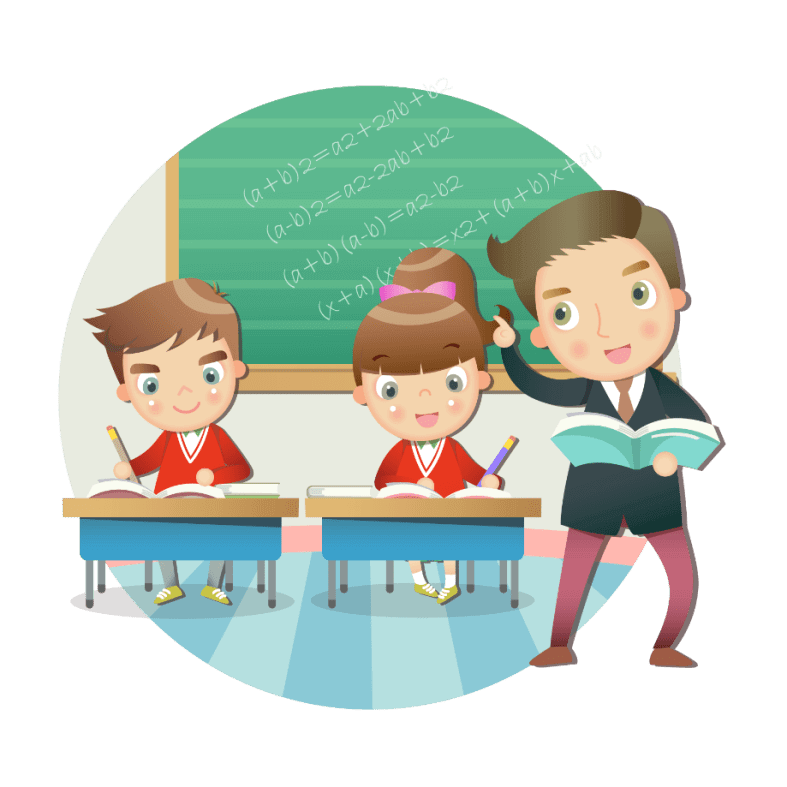 (a+b)2=a2+2ab+b2
(a-b)2=a2-2ab+b2
(a+b)(a-b)=a2-b2
(x+a)(x+ )=x2+(a+b)x+ab